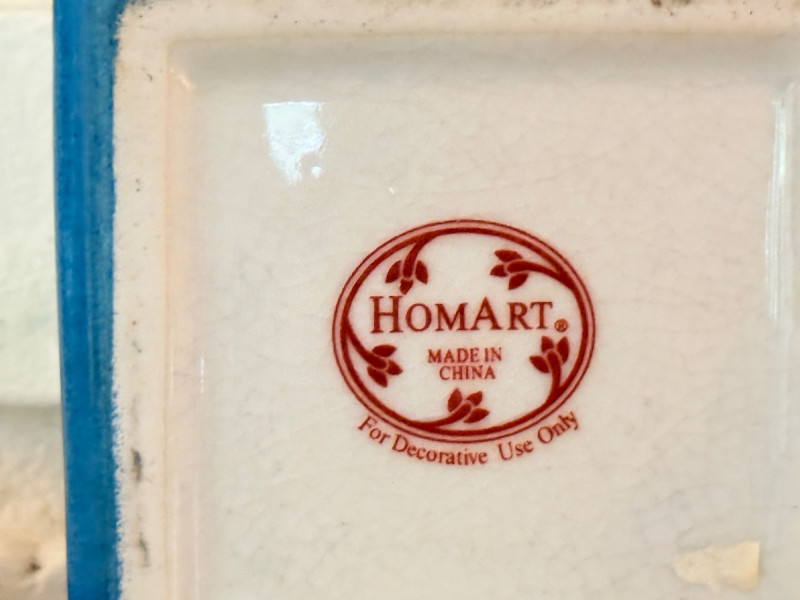 HOMART®
MADE IN
CHINA
For Decorative Use Only